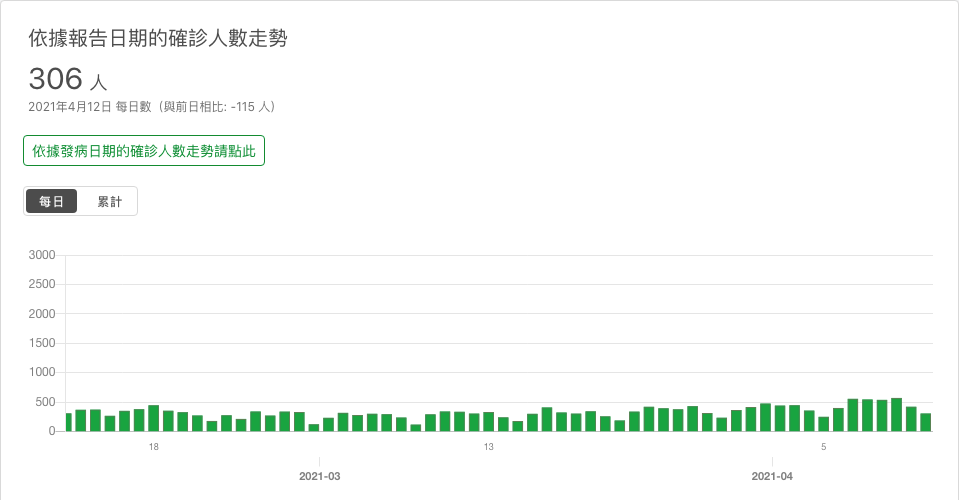 依據報告日期的確診人數走勢
306 人
2021年4月12日 每日數（與前日相比: -115 人）
依據發病日期的確診人數走勢請點此
每日 累計
3000
2500
2000
1500
1000
500
0
18 13 5
2021-03 2021-04